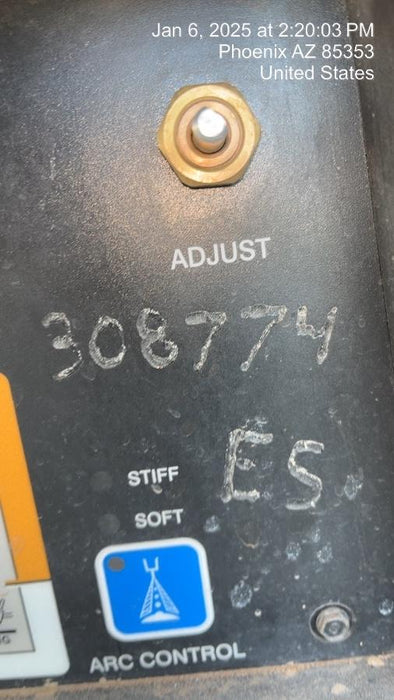 Jan 6, 2025 at 2:20:03 PM
Phoenix AZ 85353
United States
ADJUST
308774
ES
STIFF
SOFT
ARC CONTROL